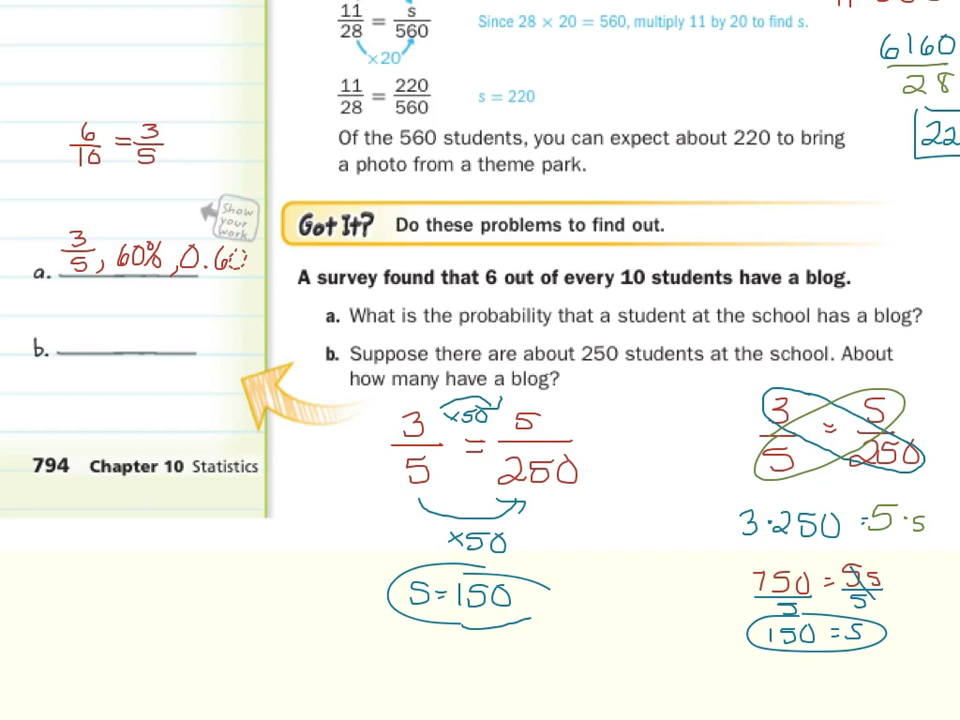 11/28 = s/560 Since 28 × 20 = 560, multiply 11 by 20 to find s.
×20
11/28 = 220/560 s = 220
Of the 560 students, you can expect about 220 to bring
a photo from a theme park.
6160
28
22
6/10 = 3/5
Show
your
work.
Got It? Do these problems to find out.
a. 3/5, 60%, 0.60
A survey found that 6 out of every 10 students have a blog.
a. What is the probability that a student at the school has a blog?
b.
b. Suppose there are about 250 students at the school. About
how many have a blog?
×50
3/5 = s/250
×50
s=150
3/5 = s/250
3·250 = 5·s
750/5 = 5s/5
150 = s
794 Chapter 10 Statistics